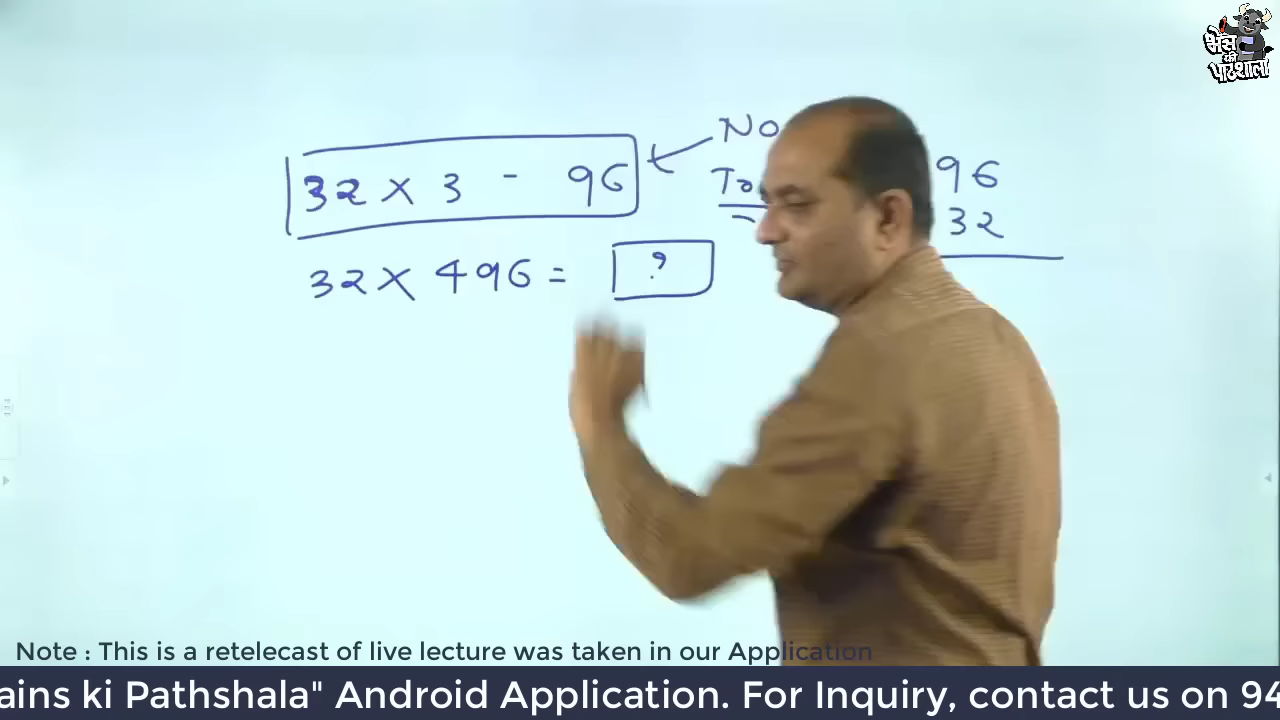 भैंस
की
पाठशाला
No
32 x 3 - 96
96
32
32 x 496 = ?
Note : This is a retelecast of live lecture was taken in our Application
ains ki Pathshala" Android Application. For Inquiry, contact us on 94